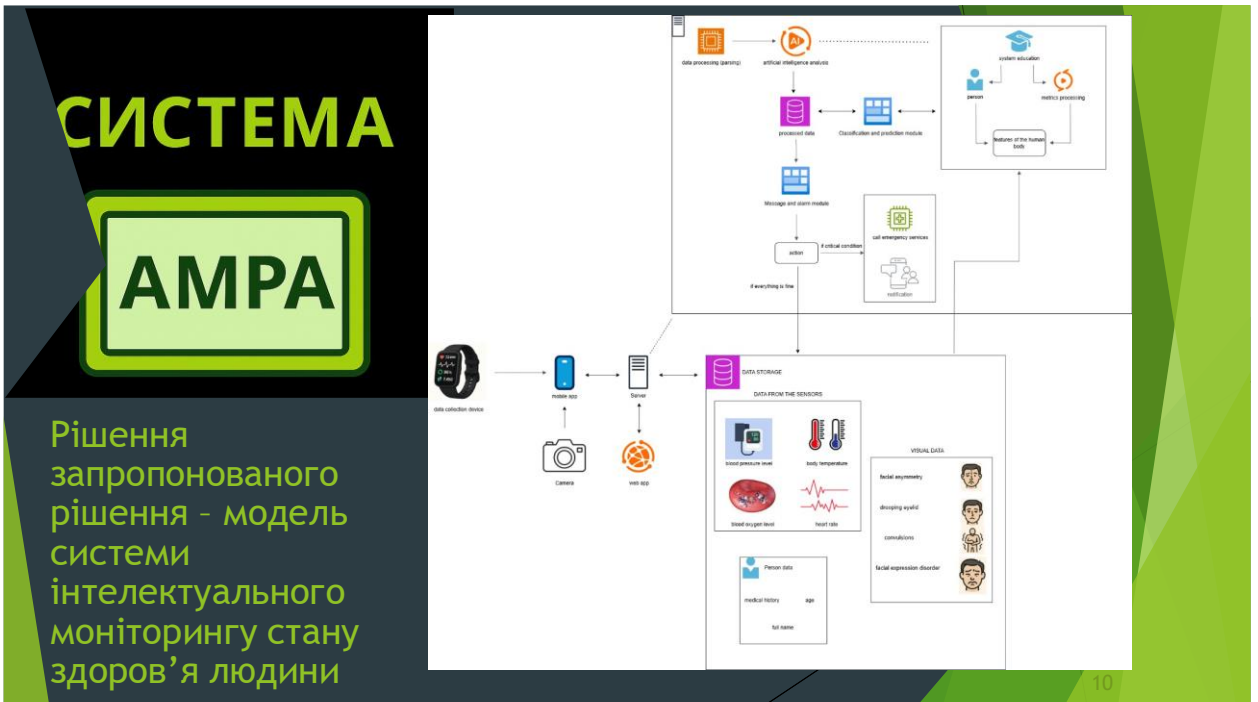 СИСТЕМА
АМРА
Рішення
запропонованого
рішення – модель
системи
інтелектуального
моніторингу стану
здоров’я людини
data processing (parsing)
artificial intelligence analysis
system education
person
metrics processing
features of the human
body
processed data
Classification and prediction module
Message and alarm module
action
if critical condition
call emergency services
notification
if everything is fine
data collection device
mobile app
Server
Camera
web app
DATA STORAGE
DATA FROM THE SENSORS
blood pressure level
body temperature
blood oxygen level
heart rate
VISUAL DATA
facial asymmetry
drooping eyelid
convulsions
facial expression disorder
Person data
medical history
age
full name
10